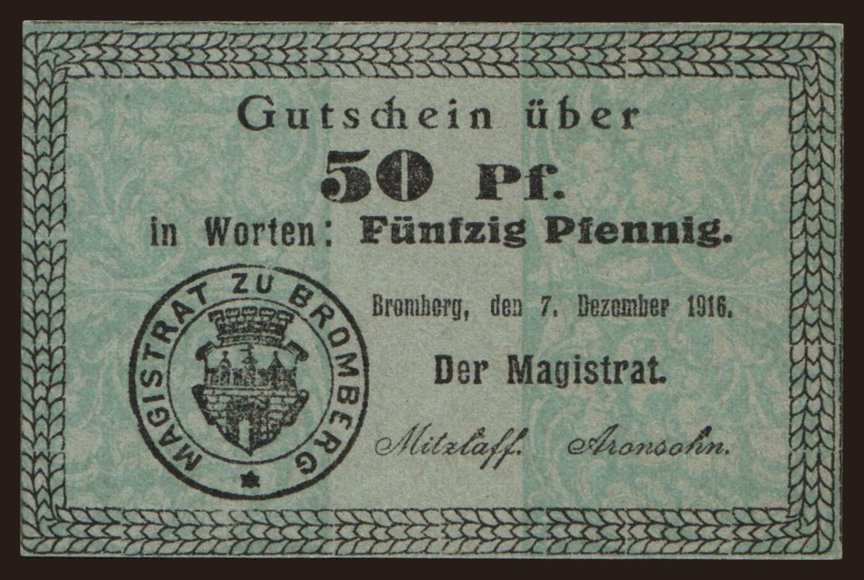 Gutschein über
50 Pf.
in Worten: Fünfzig Pfennig.
Bromberg, den 7. Dezember 1916.
Der Magistrat.
Mitzlaff. Aronsohn.
MAGISTRAT ZU BROMBERG